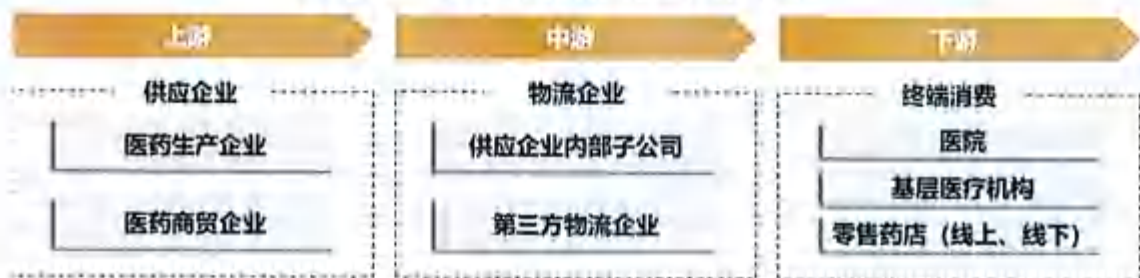 上游
中游
下游
供应企业
物流企业
终端消费
医药生产企业
供应企业内部子公司
医院
基层医疗机构
医药商贸企业
第三方物流企业
零售药店（线上、线下）